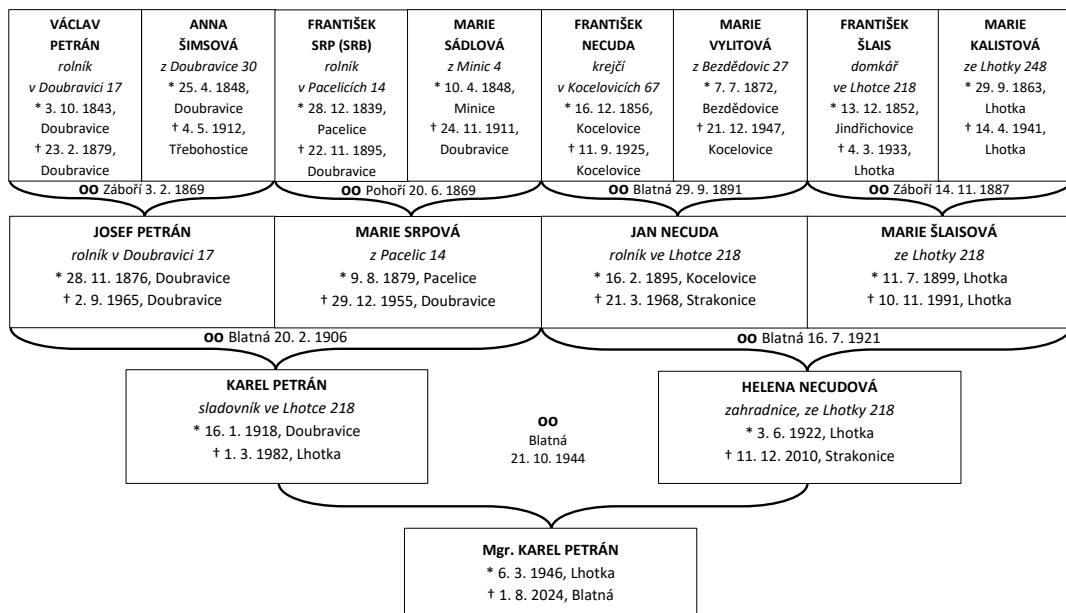 VÁCLAV
PETRÁN
rolník
v Doubravici 17
* 3. 10. 1843,
Doubravice
† 23. 2. 1879,
Doubravice
ANNA
ŠIMSOVÁ
z Doubravice 30
* 25. 4. 1848,
Doubravice
† 4. 5. 1912,
Třebohostice
FRANTIŠEK
SRP (SRB)
rolník
v Pacelicích 14
* 28. 12. 1839,
Pacelice
† 22. 11. 1895,
Doubravice
MARIE
SÁDLOVÁ
z Minic 4
* 10. 4. 1848,
Minice
† 24. 11. 1911,
Doubravice
FRANTIŠEK
NECUDA
krejčí
v Kocelovicích 67
* 16. 12. 1856,
Kocelovice
† 11. 9. 1925,
Kocelovice
MARIE
VYLITOVÁ
z Bezdědovic 27
* 7. 7. 1872,
Bezdědovice
† 21. 12. 1947,
Kocelovice
FRANTIŠEK
ŠLAIS
domkář
ve Lhotce 218
* 13. 12. 1852,
Jindřichovice
† 4. 3. 1933,
Lhotka
MARIE
KALISTOVÁ
ze Lhotky 248
* 29. 9. 1863,
Lhotka
† 14. 4. 1941,
Lhotka
OO Záboří 3. 2. 1869
OO Pohoří 20. 6. 1869
OO Blatná 29. 9. 1891
OO Záboří 14. 11. 1887
JOSEF PETRÁN
rolník v Doubravici 17
* 28. 11. 1876, Doubravice
† 2. 9. 1965, Doubravice
MARIE SRPOVÁ
z Pacelic 14
* 9. 8. 1879, Pacelice
† 29. 12. 1955, Doubravice
JAN NECUDA
rolník ve Lhotce 218
* 16. 2. 1895, Kocelovice
† 21. 3. 1968, Strakonice
MARIE ŠLAISOVÁ
ze Lhotky 218
* 11. 7. 1899, Lhotka
† 10. 11. 1991, Lhotka
OO Blatná 20. 2. 1906
OO Blatná 16. 7. 1921
KAREL PETRÁN
sladovník ve Lhotce 218
* 16. 1. 1918, Doubravice
† 1. 3. 1982, Lhotka
OO
Blatná
21. 10. 1944
HELENA NECUDOVÁ
zahradnice, ze Lhotky 218
* 3. 6. 1922, Lhotka
† 11. 12. 2010, Strakonice
Mgr. KAREL PETRÁN
* 6. 3. 1946, Lhotka
† 1. 8. 2024, Blatná